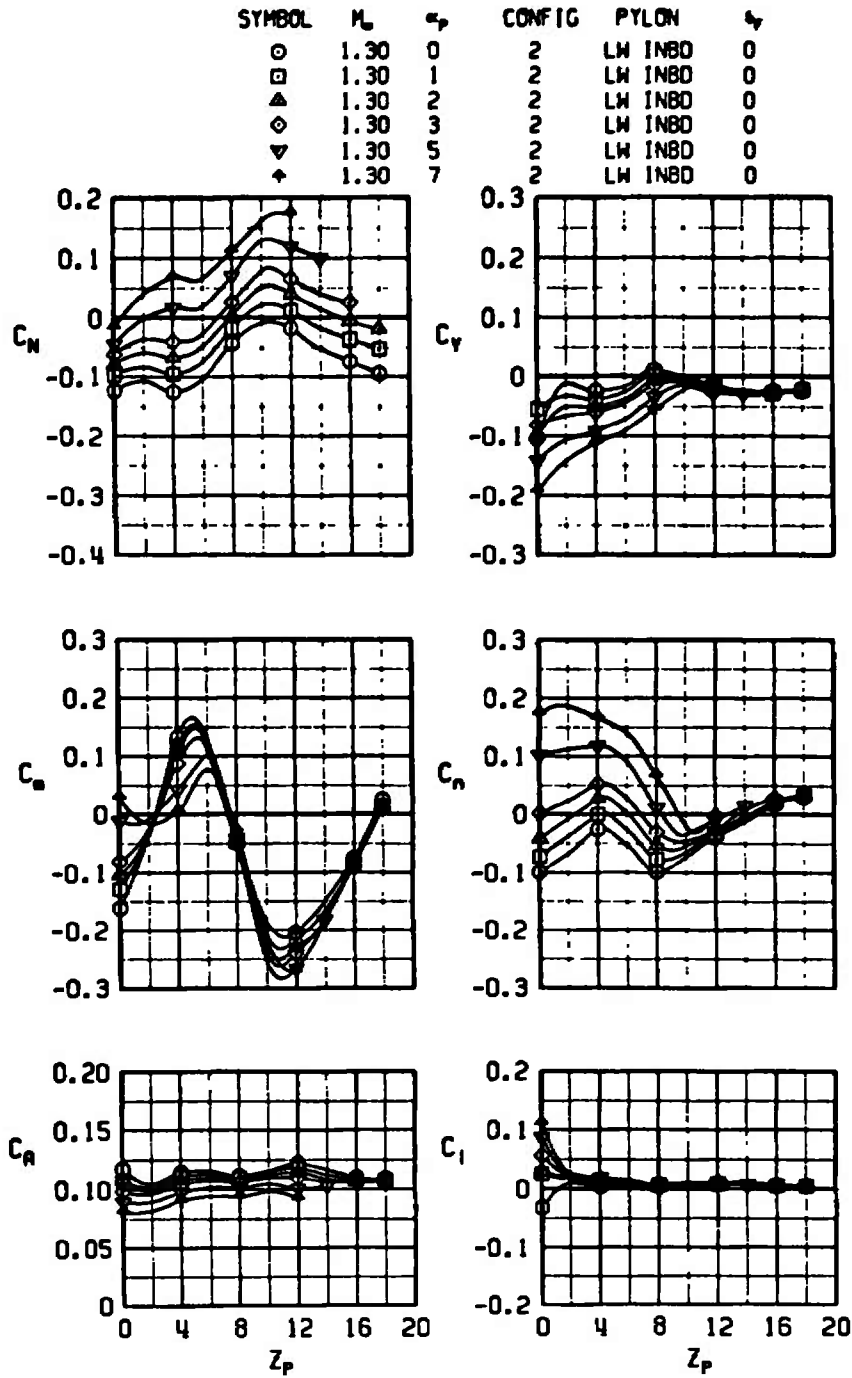 SYMBOL M∞ αp CONFIG PYLON
1.30 0 2 LW INBD 0
1.30 1 2 LW INBD 0
1.30 2 2 LW INBD 0
1.30 3 2 LW INBD 0
1.30 5 2 LW INBD 0
1.30 7 2 LW INBD 0
0.2
0.1
0
-0.1
-0.2
-0.3
-0.4
CN
0.3
0.2
0.1
0
-0.1
-0.2
-0.3
CY
0.3
0.2
0.1
0
-0.1
-0.2
-0.3
Cm
0.3
0.2
0.1
0
-0.1
-0.2
-0.3
Cn
0.20
0.15
0.10
0.05
0
CA
0 4 8 12 16 20
ZP
0.2
0.1
0
-0.1
-0.2
Cl
0 4 8 12 16 20
ZP